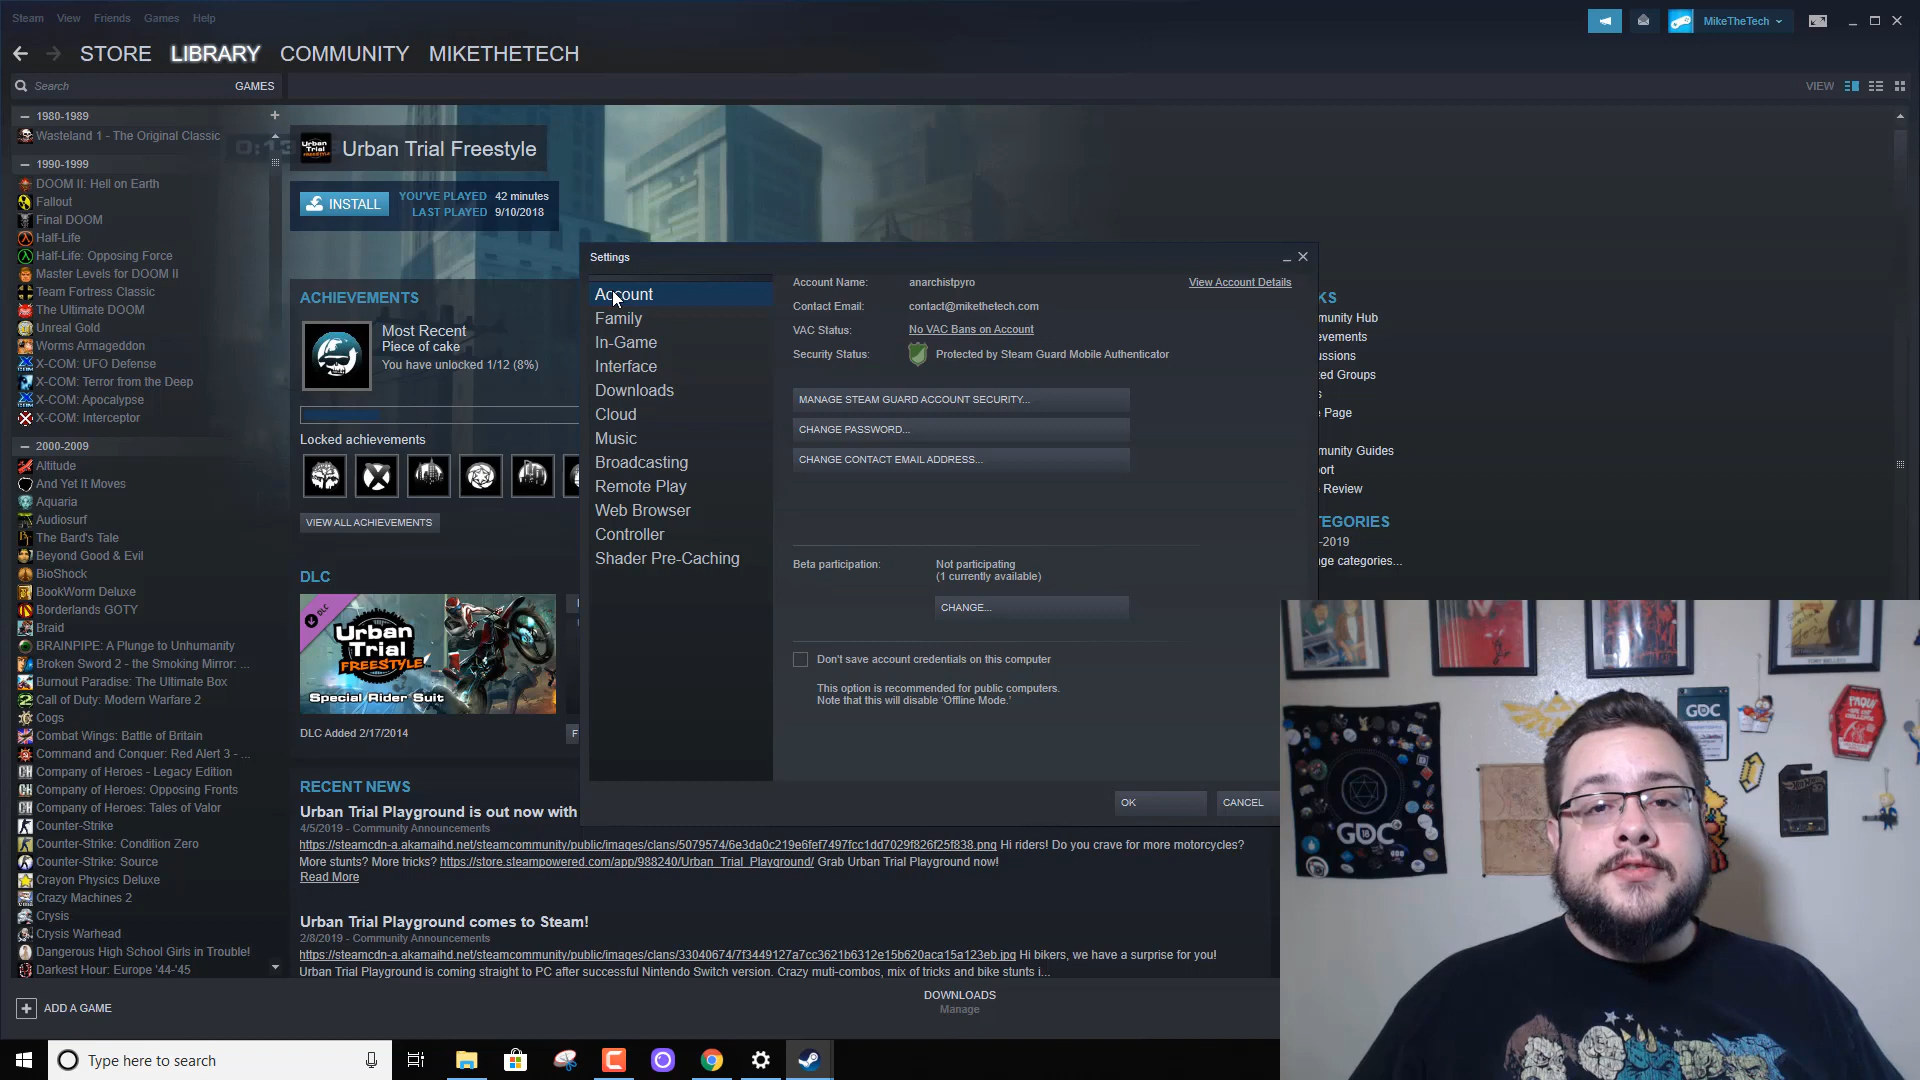 Steam View Friends Games Help
MikeTheTech
STORE LIBRARY COMMUNITY MIKETHETECH
Search GAMES
VIEW
1980-1989
Wasteland 1 - The Original Classic
1990-1999
DOOM II: Hell on Earth
Fallout
Final DOOM
Half-Life
Half-Life: Opposing Force
Master Levels for DOOM II
Team Fortress Classic
The Ultimate DOOM
Unreal Gold
Worms Armageddon
X-COM: UFO Defense
X-COM: Terror from the Deep
X-COM: Apocalypse
X-COM: Interceptor
2000-2009
Altitude
And Yet It Moves
Aquaria
Audiosurf
The Bard's Tale
Beyond Good & Evil
BioShock
BookWorm Deluxe
Borderlands GOTY
Braid
BRAINPIPE: A Plunge to Unhumanity
Broken Sword 2 - the Smoking Mirror: ...
Burnout Paradise: The Ultimate Box
Call of Duty: Modern Warfare 2
Cogs
Combat Wings: Battle of Britain
Command and Conquer: Red Alert 3 - ...
Company of Heroes - Legacy Edition
Company of Heroes: Opposing Fronts
Company of Heroes: Tales of Valor
Counter-Strike
Counter-Strike: Condition Zero
Counter-Strike: Source
Crayon Physics Deluxe
Crazy Machines 2
Crysis
Crysis Warhead
Dangerous High School Girls in Trouble!
Darkest Hour: Europe '44-'45
ADD A GAME
Urban Trial Freestyle
INSTALL
YOU'VE PLAYED 42 minutes
LAST PLAYED 9/10/2018
ACHIEVEMENTS
Most Recent
Piece of cake
You have unlocked 1/12 (8%)
Locked achievements
VIEW ALL ACHIEVEMENTS
DLC
DLC
Urban
Trial
FREESTYLE
Special Rider Suit
DLC Added 2/17/2014
F
RECENT NEWS
Urban Trial Playground is out now with
4/5/2019 - Community Announcements
https://steamcdn-a.akamaihd.net/steamcommunity/public/images/clans/5079574/6e3da0c219e6fef7497fcc1dd7029f826f25f838.png Hi riders! Do you crave for more motorcycles?
More stunts? More tricks? https://store.steampowered.com/app/988240/Urban_Trial_Playground/ Grab Urban Trial Playground now!
Read More
Urban Trial Playground comes to Steam!
2/8/2019 - Community Announcements
https://steamcdn-a.akamaihd.net/steamcommunity/public/images/clans/33040674/7f3449127a7cc3621b6312e15b620aca15a123eb.jpg Hi bikers, we have a surprise for you!
Urban Trial Playground is coming straight to PC after successful Nintendo Switch version. Crazy muti-combos, mix of tricks and bike stunts i...
DOWNLOADS
Manage
Settings
Account
Family
In-Game
Interface
Downloads
Cloud
Music
Broadcasting
Remote Play
Web Browser
Controller
Shader Pre-Caching
Account Name: anarchistpyro View Account Details
Contact Email: contact@mikethetech.com
VAC Status: No VAC Bans on Account
Security Status: Protected by Steam Guard Mobile Authenticator
MANAGE STEAM GUARD ACCOUNT SECURITY...
CHANGE PASSWORD...
CHANGE CONTACT EMAIL ADDRESS...
Beta participation: Not participating
(1 currently available)
CHANGE...
Don't save account credentials on this computer
This option is recommended for public computers.
Note that this will disable 'Offline Mode.'
OK CANCEL
KS
munity Hub
evements
ussions
ted Groups
s
e Page
munity Guides
ort
e Review
EGORIES
-2019
ge categories...
GDC
GDC
PAQUI
Type here to search